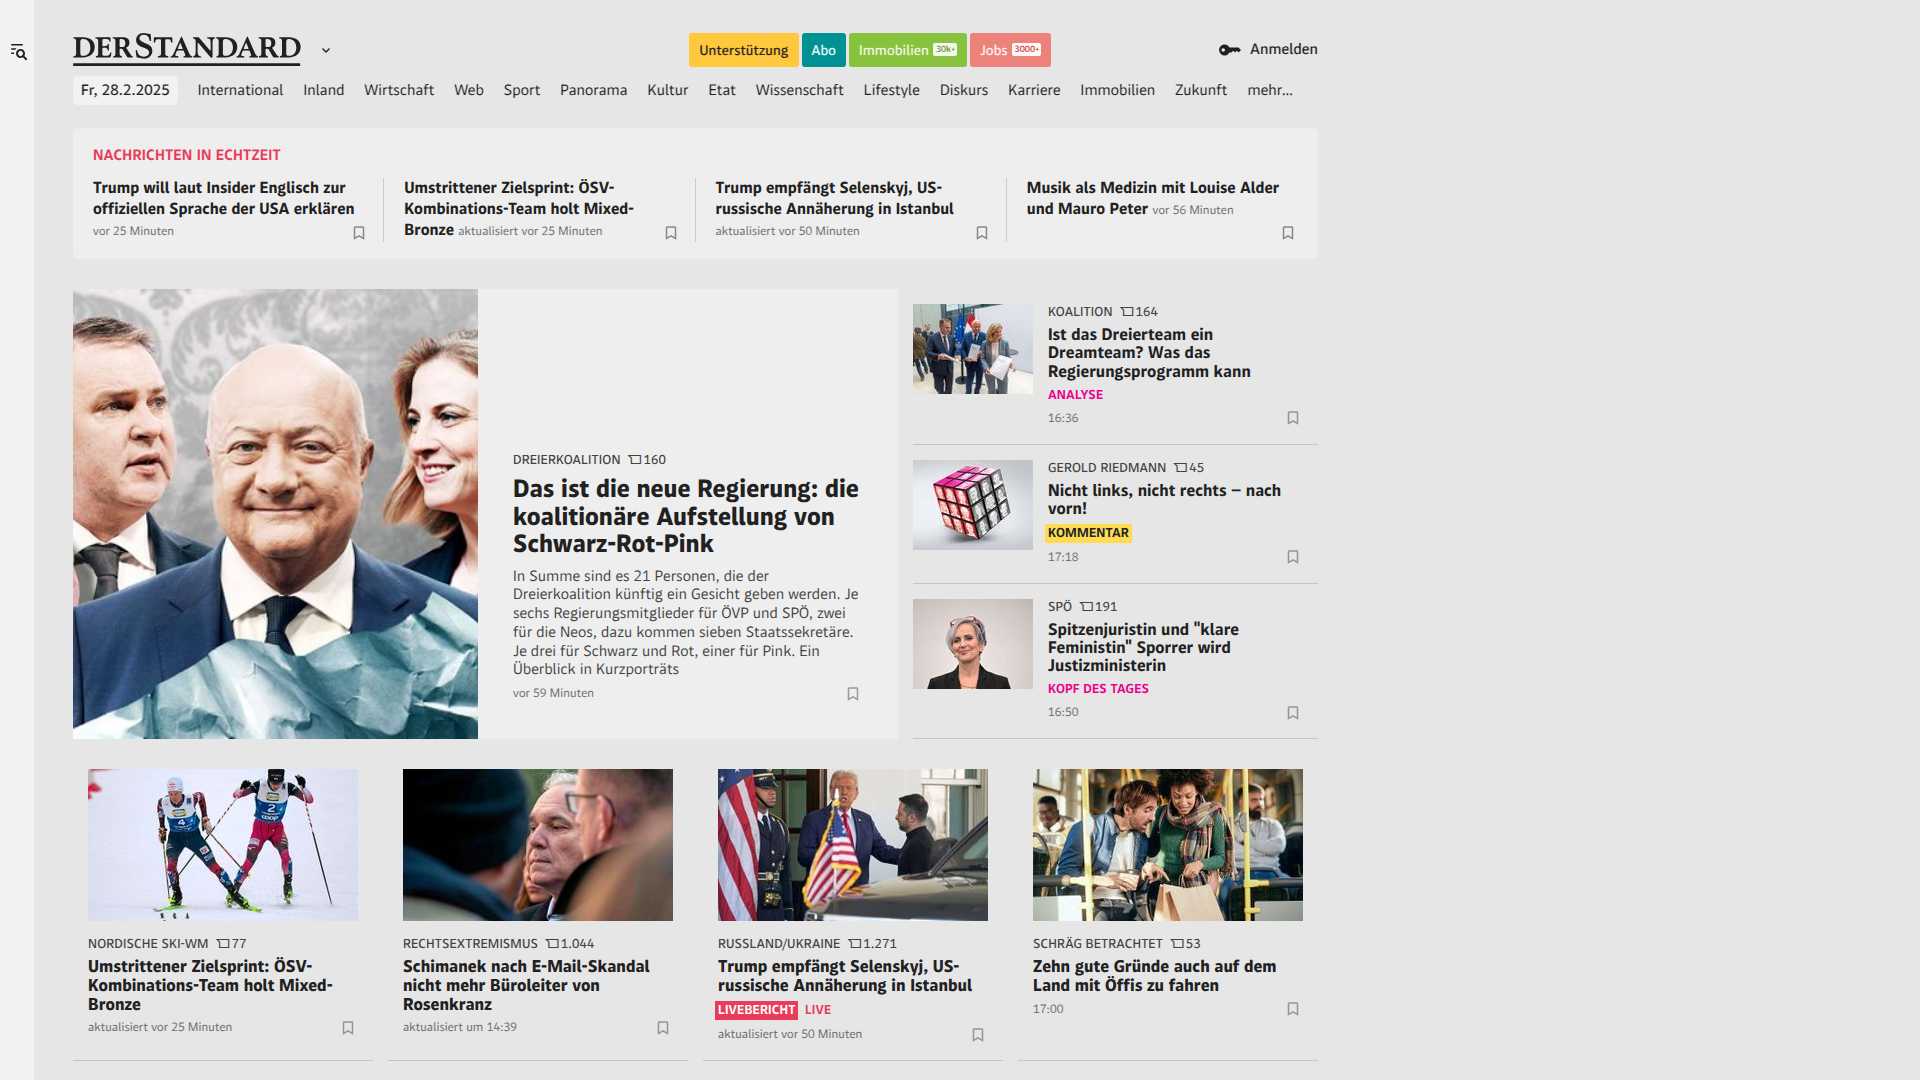 DERSTANDARD
Unterstützung
Abo
Immobilien 30k+
Jobs 3000+
Anmelden
Fr, 28.2.2025
International
Inland
Wirtschaft
Web
Sport
Panorama
Kultur
Etat
Wissenschaft
Lifestyle
Diskurs
Karriere
Immobilien
Zukunft
mehr...
NACHRICHTEN IN ECHTZEIT
Trump will laut Insider Englisch zur
offiziellen Sprache der USA erklären
vor 25 Minuten
Umstrittener Zielsprint: ÖSV-
Kombinations-Team holt Mixed-
Bronze aktualisiert vor 25 Minuten
Trump empfängt Selenskyj, US-
russische Annäherung in Istanbul
aktualisiert vor 50 Minuten
Musik als Medizin mit Louise Alder
und Mauro Peter vor 56 Minuten
DREIERKOALITION 160
Das ist die neue Regierung: die
koalitionäre Aufstellung von
Schwarz-Rot-Pink
In Summe sind es 21 Personen, die der
Dreierkoalition künftig ein Gesicht geben werden. Je
sechs Regierungsmitglieder für ÖVP und SPÖ, zwei
für die Neos, dazu kommen sieben Staatssekretäre.
Je drei für Schwarz und Rot, einer für Pink. Ein
Überblick in Kurzporträts
vor 59 Minuten
KOALITION 164
Ist das Dreierteam ein
Dreamteam? Was das
Regierungsprogramm kann
ANALYSE
16:36
GEROLD RIEDMANN 45
Nicht links, nicht rechts – nach
vorn!
KOMMENTAR
17:18
SPÖ 191
Spitzenjuristin und "klare
Feministin" Sporrer wird
Justizministerin
KOPF DES TAGES
16:50
NORDISCHE SKI-WM 77
Umstrittener Zielsprint: ÖSV-
Kombinations-Team holt Mixed-
Bronze
aktualisiert vor 25 Minuten
RECHTSEXTREMISMUS 1.044
Schimanek nach E-Mail-Skandal
nicht mehr Büroleiter von
Rosenkranz
aktualisiert um 14:39
RUSSLAND/UKRAINE 1.271
Trump empfängt Selenskyj, US-
russische Annäherung in Istanbul
LIVEBERICHT LIVE
aktualisiert vor 50 Minuten
SCHRÄG BETRACHTET 53
Zehn gute Gründe auch auf dem
Land mit Öffis zu fahren
17:00